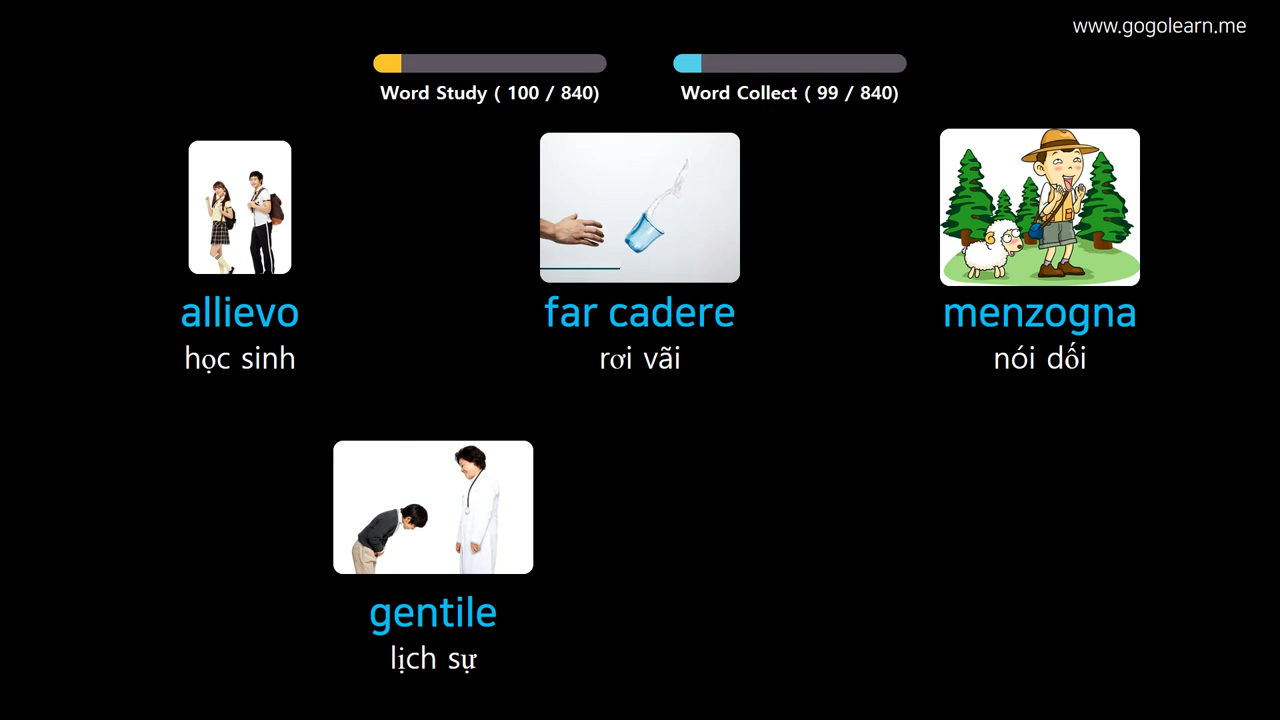 www.gogolearn.me
Word Study ( 100 / 840)
Word Collect ( 99 / 840)
allievo
học sinh
far cadere
rơi vãi
menzogna
nói dối
gentile
lịch sự